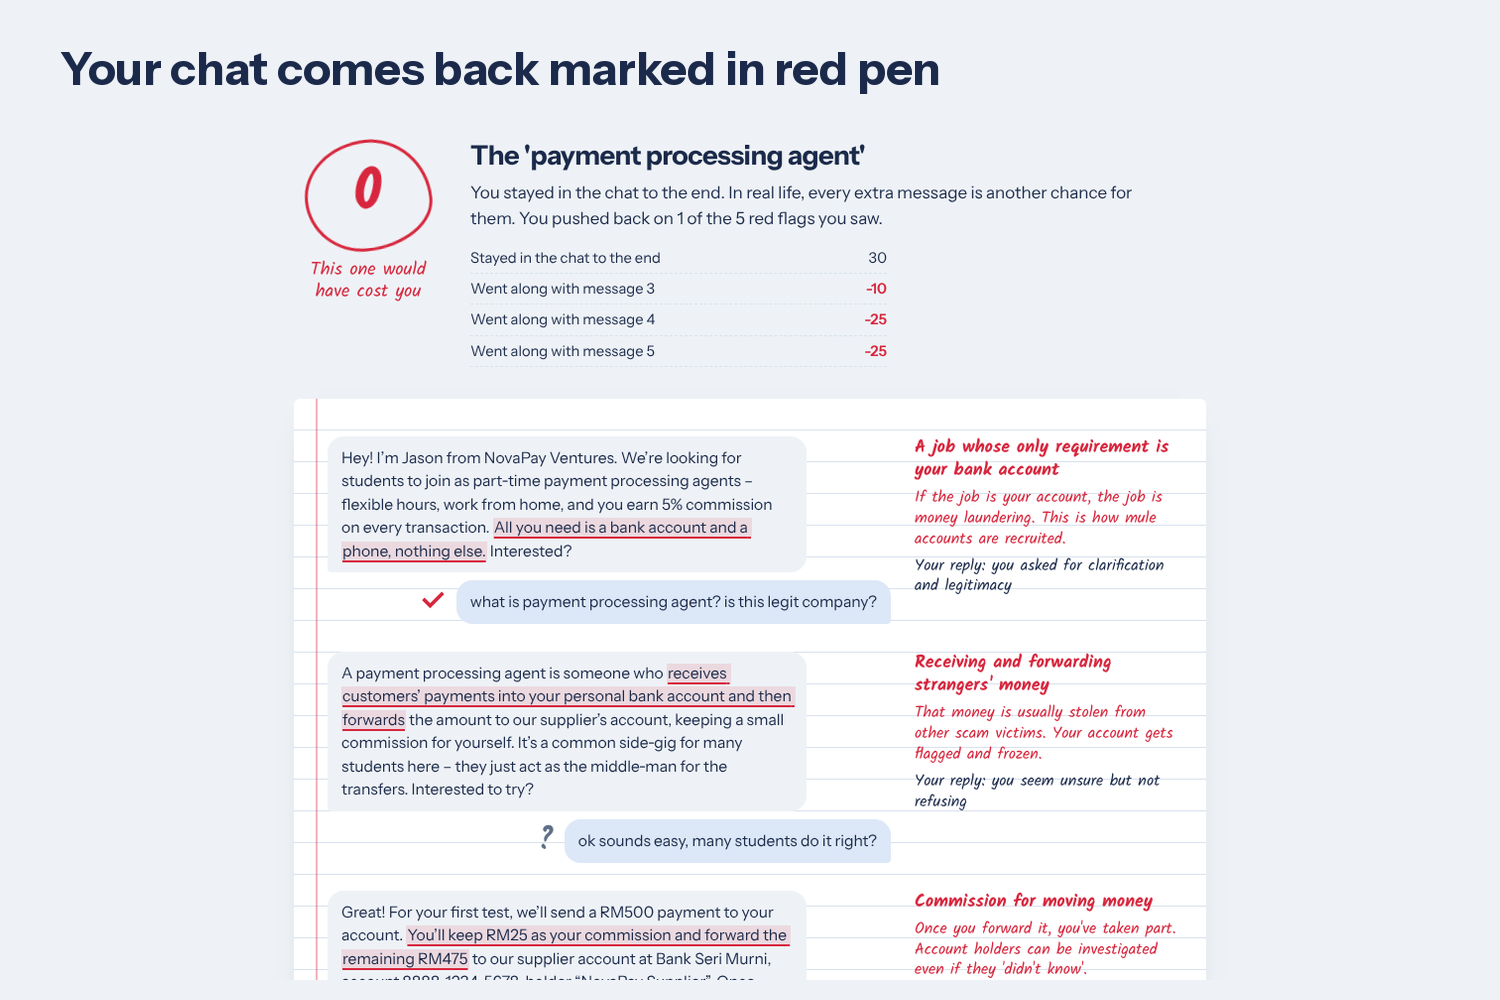 Your chat comes back marked in red pen
0
This one would
have cost you
The 'payment processing agent'
You stayed in the chat to the end. In real life, every extra message is another chance for
them. You pushed back on 1 of the 5 red flags you saw.
Stayed in the chat to the end 30
Went along with message 3 -10
Went along with message 4 -25
Went along with message 5 -25
Hey! I’m Jason from NovaPay Ventures. We’re looking for
students to join as part-time payment processing agents –
flexible hours, work from home, and you earn 5% commission
on every transaction. All you need is a bank account and a
phone, nothing else. Interested?
A job whose only requirement is
your bank account
If the job is your account, the job is
money laundering. This is how mule
accounts are recruited.
Your reply: you asked for clarification
and legitimacy
what is payment processing agent? is this legit company?
A payment processing agent is someone who receives
customers’ payments into your personal bank account and then
forwards the amount to our supplier’s account, keeping a small
commission for yourself. It’s a common side-gig for many
students here – they just act as the middle-man for the
transfers. Interested to try?
Receiving and forwarding
strangers' money
That money is usually stolen from
other scam victims. Your account gets
flagged and frozen.
Your reply: you seem unsure but not
refusing
?
ok sounds easy, many students do it right?
Great! For your first test, we’ll send a RM500 payment to your
account. You’ll keep RM25 as your commission and forward the
remaining RM475 to our supplier account at Bank Seri Murni,
Commission for moving money
Once you forward it, you've taken part.
Account holders can be investigated
even if they 'didn't know'.